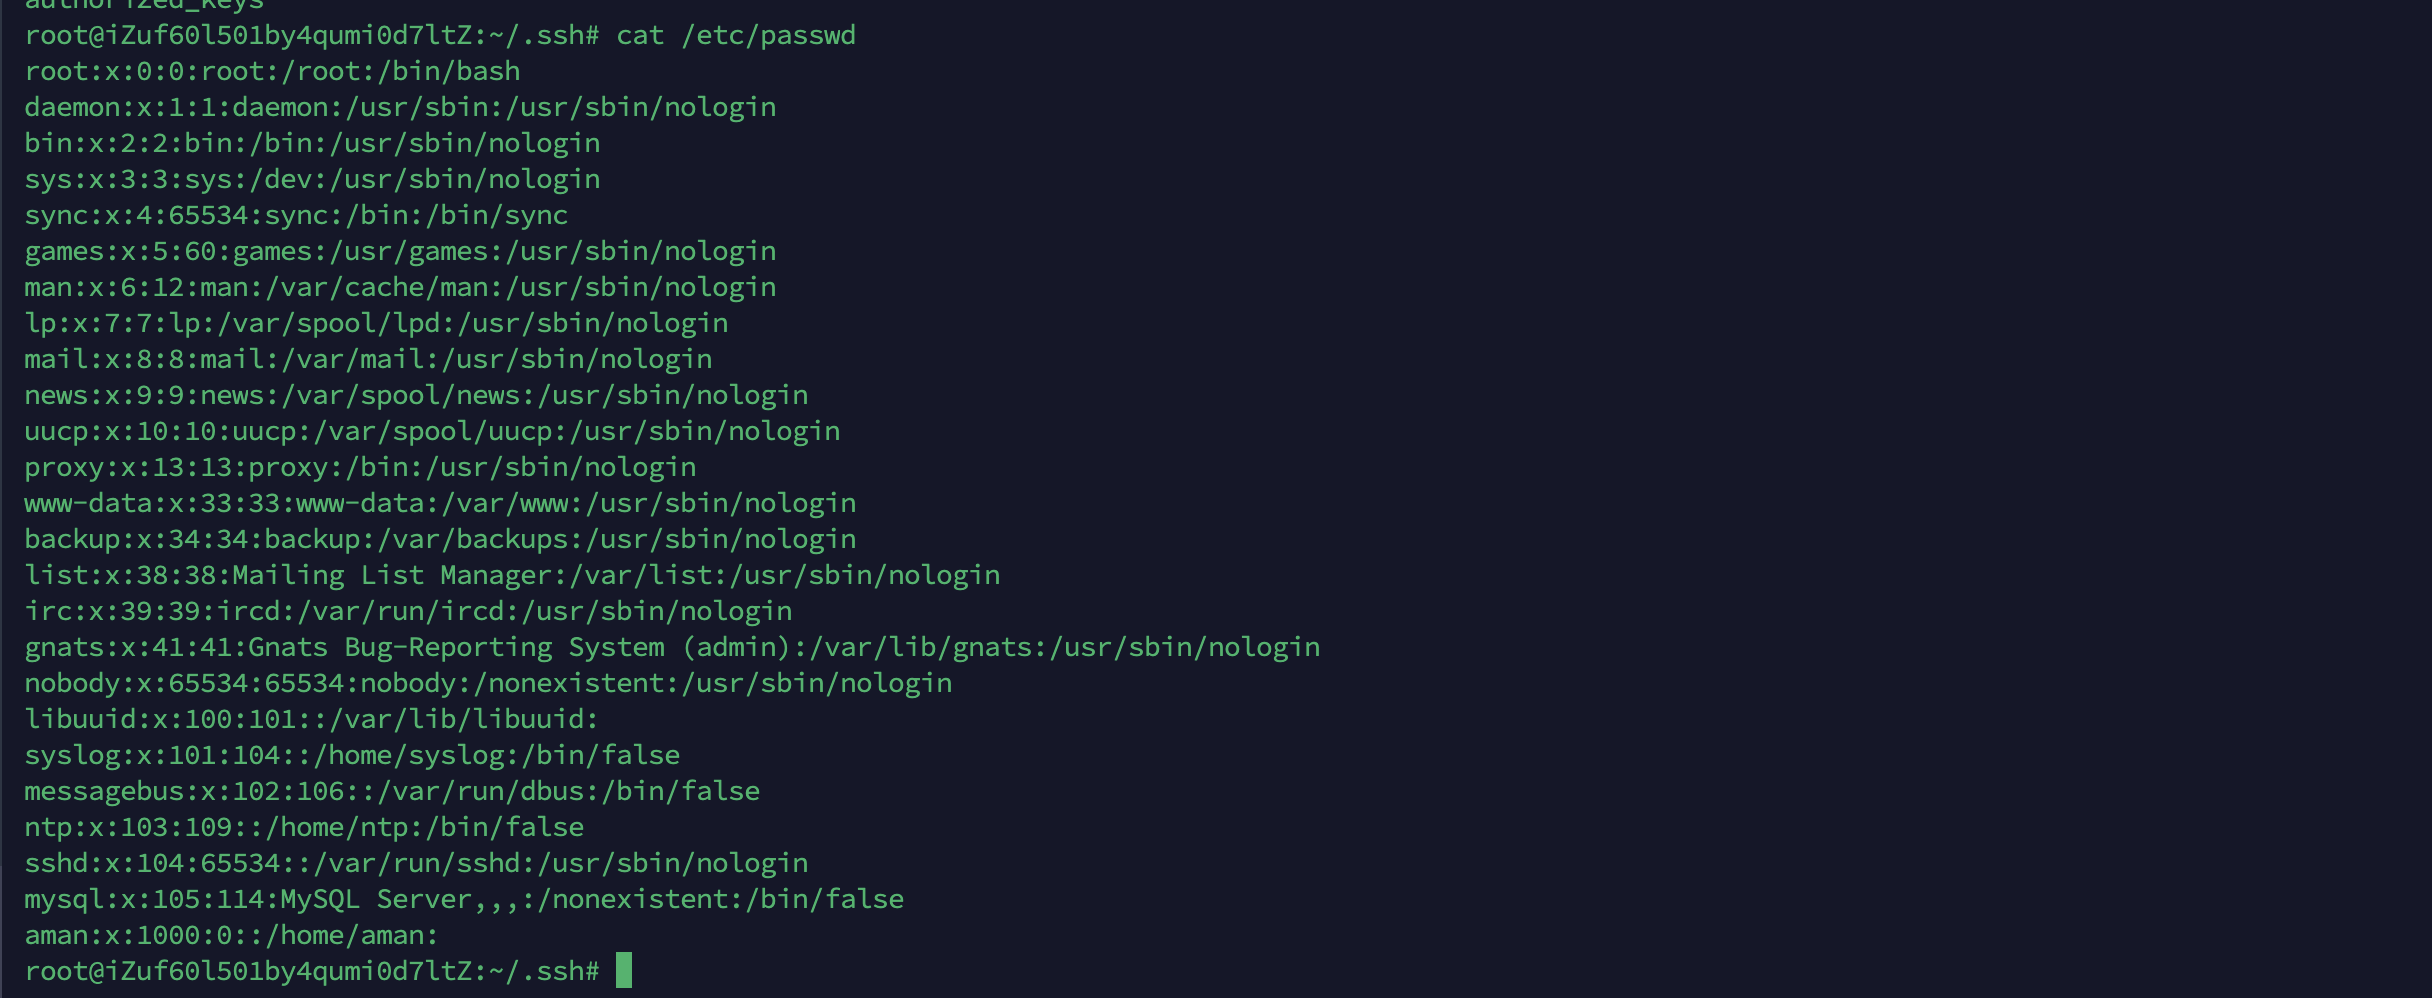 authorized_keys
root@iZuf60l501by4qumi0d7ltZ:~/.ssh# cat /etc/passwd
root:x:0:0:root:/root:/bin/bash
daemon:x:1:1:daemon:/usr/sbin:/usr/sbin/nologin
bin:x:2:2:bin:/bin:/usr/sbin/nologin
sys:x:3:3:sys:/dev:/usr/sbin/nologin
sync:x:4:65534:sync:/bin:/bin/sync
games:x:5:60:games:/usr/games:/usr/sbin/nologin
man:x:6:12:man:/var/cache/man:/usr/sbin/nologin
lp:x:7:7:lp:/var/spool/lpd:/usr/sbin/nologin
mail:x:8:8:mail:/var/mail:/usr/sbin/nologin
news:x:9:9:news:/var/spool/news:/usr/sbin/nologin
uucp:x:10:10:uucp:/var/spool/uucp:/usr/sbin/nologin
proxy:x:13:13:proxy:/bin:/usr/sbin/nologin
www-data:x:33:33:www-data:/var/www:/usr/sbin/nologin
backup:x:34:34:backup:/var/backups:/usr/sbin/nologin
list:x:38:38:Mailing List Manager:/var/list:/usr/sbin/nologin
irc:x:39:39:ircd:/var/run/ircd:/usr/sbin/nologin
gnats:x:41:41:Gnats Bug-Reporting System (admin):/var/lib/gnats:/usr/sbin/nologin
nobody:x:65534:65534:nobody:/nonexistent:/usr/sbin/nologin
libuuid:x:100:101::/var/lib/libuuid:
syslog:x:101:104::/home/syslog:/bin/false
messagebus:x:102:106::/var/run/dbus:/bin/false
ntp:x:103:109::/home/ntp:/bin/false
sshd:x:104:65534::/var/run/sshd:/usr/sbin/nologin
mysql:x:105:114:MySQL Server,,,:/nonexistent:/bin/false
aman:x:1000:0::/home/aman:
root@iZuf60l501by4qumi0d7ltZ:~/.ssh#